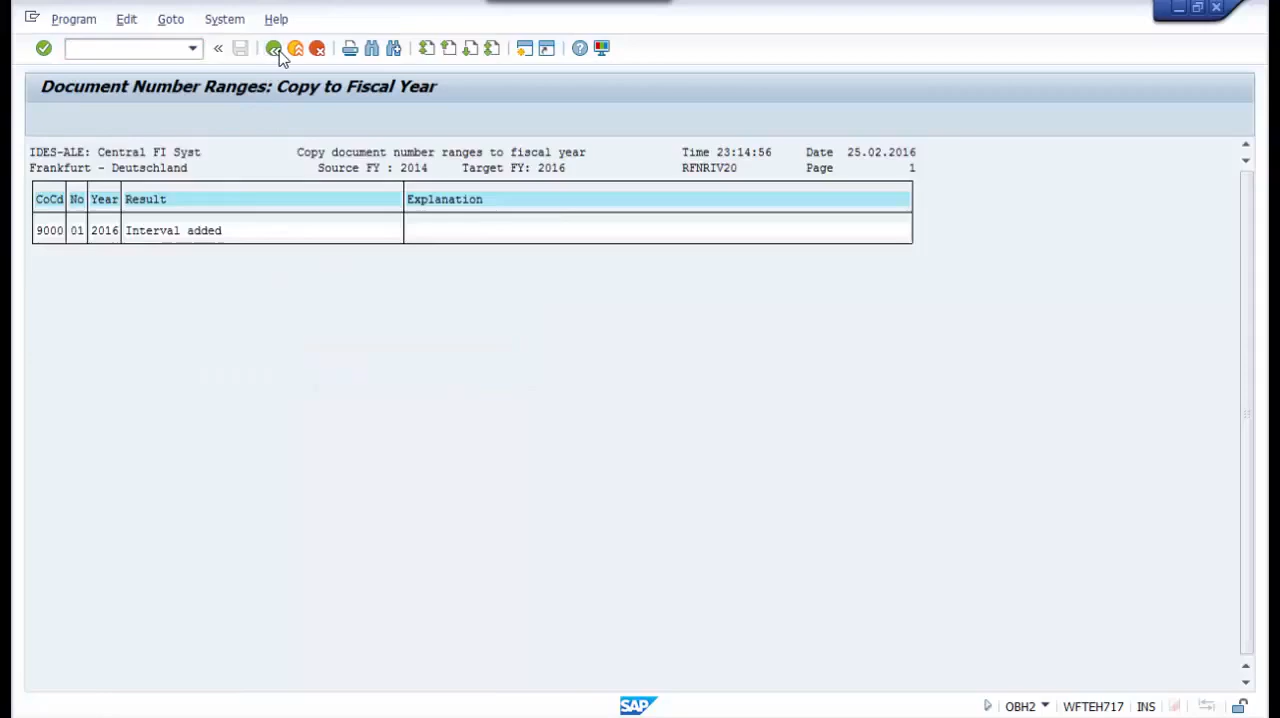 Program Edit Goto System Help
Document Number Ranges: Copy to Fiscal Year
IDES-ALE: Central FI Syst Copy document number ranges to fiscal year Time 23:14:56 Date 25.02.2016
Frankfurt - Deutschland Source FY : 2014 Target FY: 2016 RFNRIV20 Page 1
CoCd No Year Result Explanation
9000 01 2016 Interval added
SAP OBH2 WFTEH717 INS